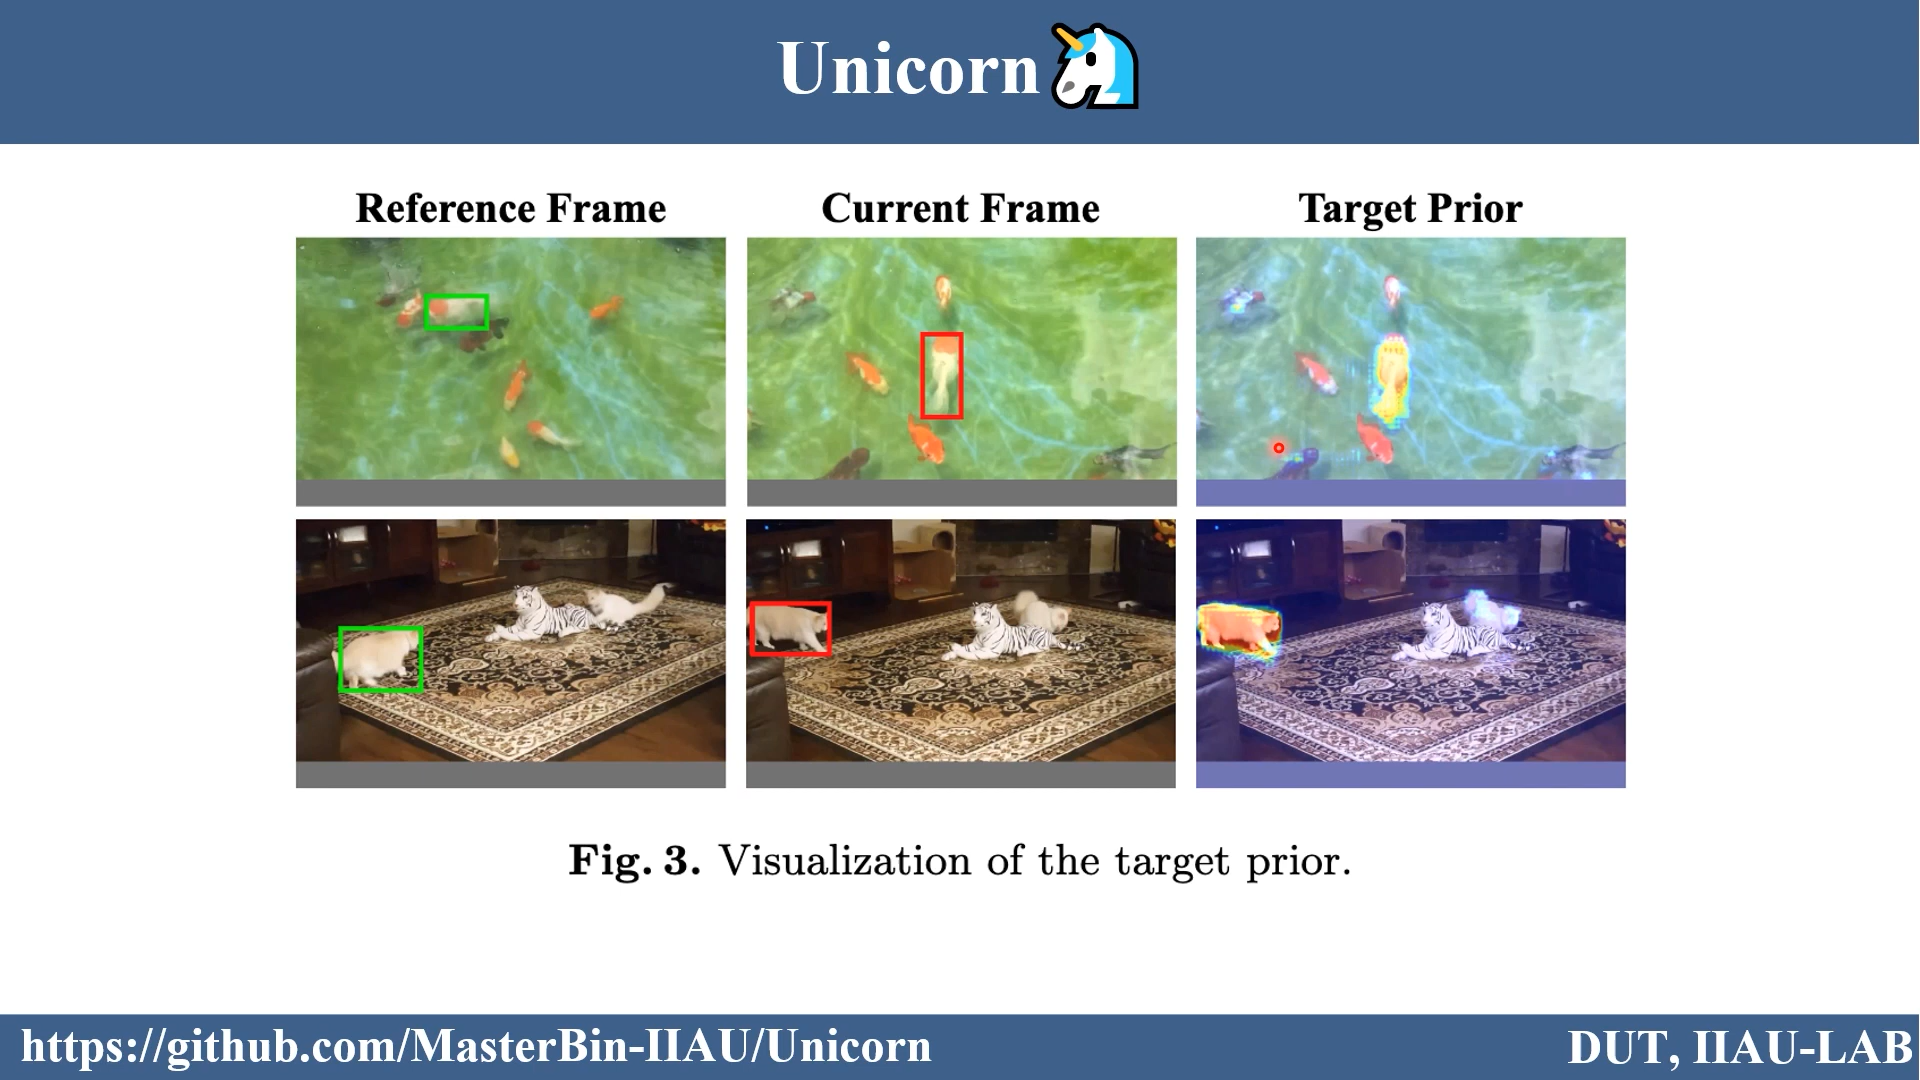 Unicorn
Reference Frame
Current Frame
Target Prior
Fig. 3. Visualization of the target prior.
https://github.com/MasterBin-IIAU/Unicorn
DUT, IIAU-LAB